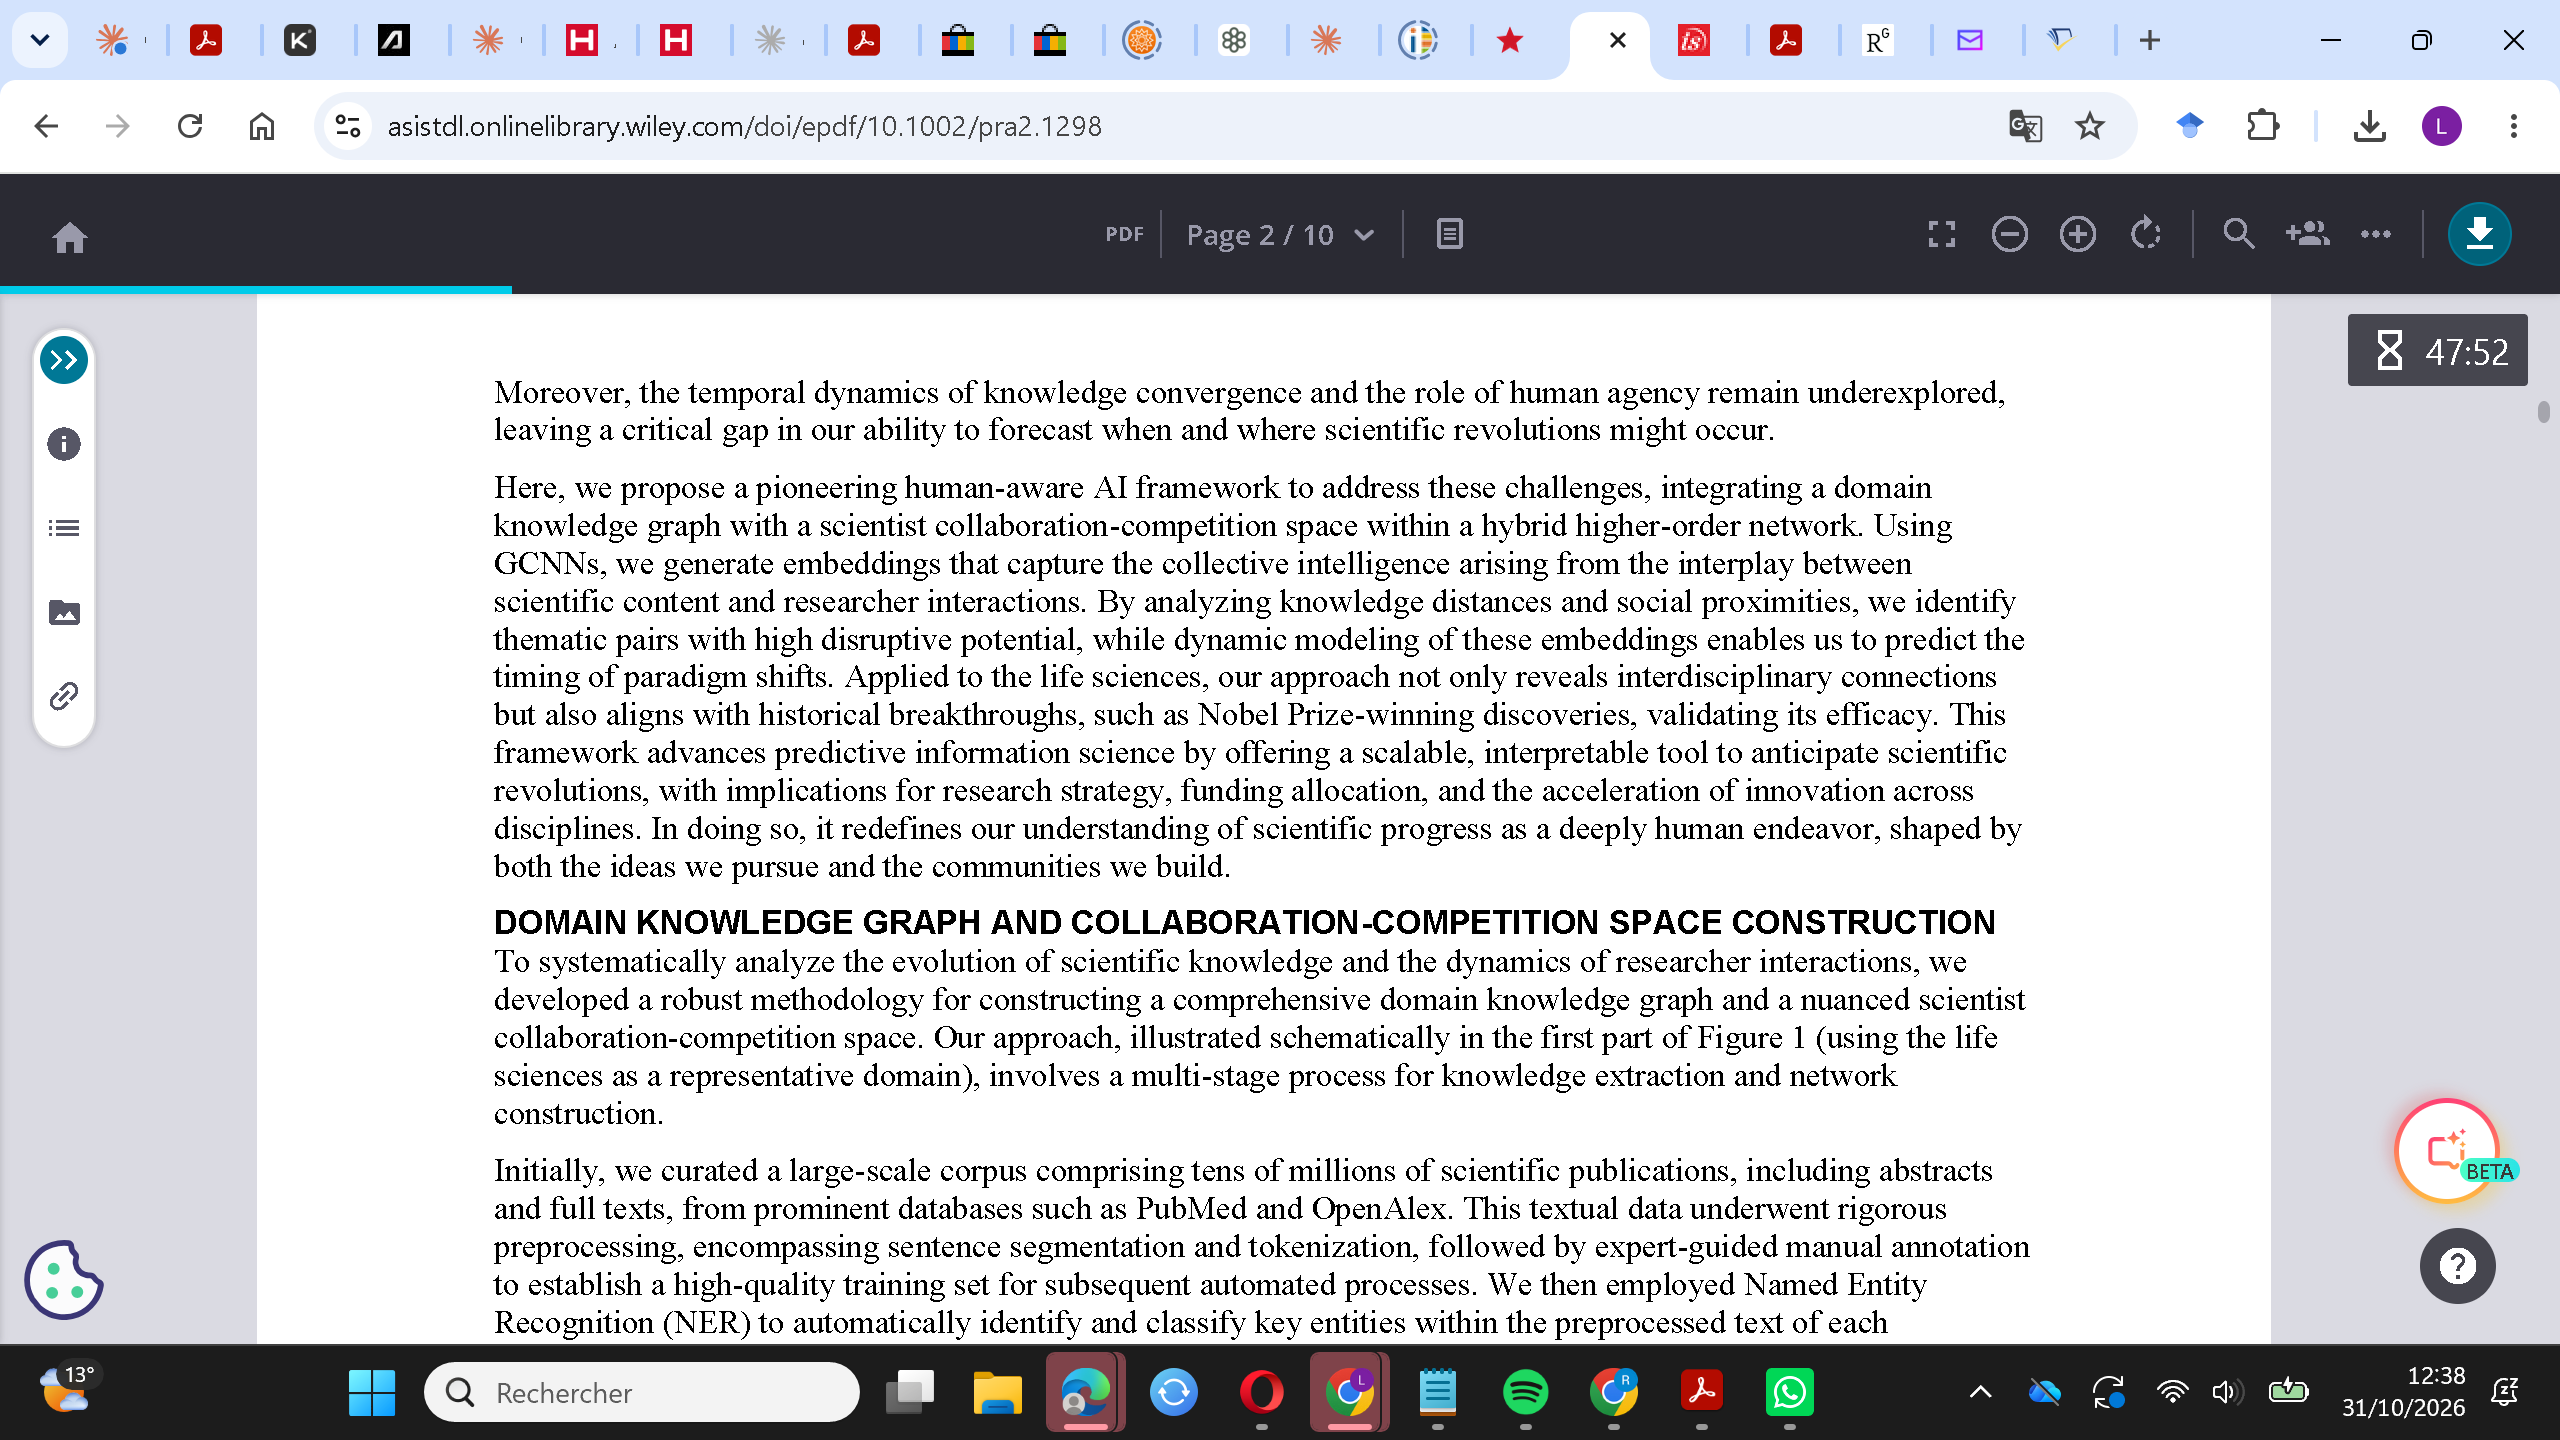 asistdl.onlinelibrary.wiley.com/doi/epdf/10.1002/pra2.1298
L
PDF
Page 2 / 10
47:52
Moreover, the temporal dynamics of knowledge convergence and the role of human agency remain underexplored,
leaving a critical gap in our ability to forecast when and where scientific revolutions might occur.
Here, we propose a pioneering human-aware AI framework to address these challenges, integrating a domain
knowledge graph with a scientist collaboration-competition space within a hybrid higher-order network. Using
GCNNs, we generate embeddings that capture the collective intelligence arising from the interplay between
scientific content and researcher interactions. By analyzing knowledge distances and social proximities, we identify
thematic pairs with high disruptive potential, while dynamic modeling of these embeddings enables us to predict the
timing of paradigm shifts. Applied to the life sciences, our approach not only reveals interdisciplinary connections
but also aligns with historical breakthroughs, such as Nobel Prize-winning discoveries, validating its efficacy. This
framework advances predictive information science by offering a scalable, interpretable tool to anticipate scientific
revolutions, with implications for research strategy, funding allocation, and the acceleration of innovation across
disciplines. In doing so, it redefines our understanding of scientific progress as a deeply human endeavor, shaped by
both the ideas we pursue and the communities we build.
DOMAIN KNOWLEDGE GRAPH AND COLLABORATION-COMPETITION SPACE CONSTRUCTION
To systematically analyze the evolution of scientific knowledge and the dynamics of researcher interactions, we
developed a robust methodology for constructing a comprehensive domain knowledge graph and a nuanced scientist
collaboration-competition space. Our approach, illustrated schematically in the first part of Figure 1 (using the life
sciences as a representative domain), involves a multi-stage process for knowledge extraction and network
construction.
Initially, we curated a large-scale corpus comprising tens of millions of scientific publications, including abstracts
and full texts, from prominent databases such as PubMed and OpenAlex. This textual data underwent rigorous
preprocessing, encompassing sentence segmentation and tokenization, followed by expert-guided manual annotation
to establish a high-quality training set for subsequent automated processes. We then employed Named Entity
Recognition (NER) to automatically identify and classify key entities within the preprocessed text of each
BETA
13°
Rechercher
12:38
31/10/2026